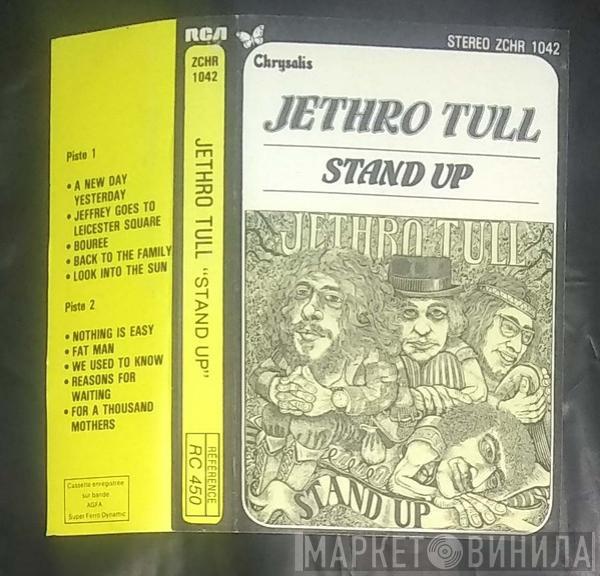 Piste 1
• A NEW DAY
YESTERDAY
• JEFFREY GOES TO
LEICESTER SQUARE
• BOUREE
• BACK TO THE FAMILY
• LOOK INTO THE SUN
Piste 2
• NOTHING IS EASY
• FAT MAN
• WE USED TO KNOW
• REASONS FOR
WAITING
• FOR A THOUSAND
MOTHERS
Cassette enregistrée
sur bande
AGFA
Super Ferro Dynamic
RCA
ZCHR
1042
JETHRO TULL "STAND UP"
RÉFÉRENCE
RC 450
Chrysalis
STEREO ZCHR 1042
JETHRO TULL
STAND UP
JETHRO TULL
STAND UP
МАРКЕТ ВИНИЛА